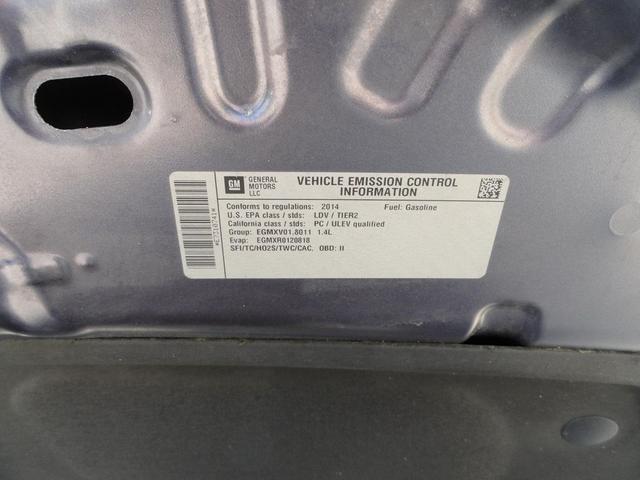 GM GENERAL MOTORS LLC
VEHICLE EMISSION CONTROL INFORMATION
Conforms to regulations: 2014 Fuel: Gasoline
U.S. EPA class / stds: LDV / TIER2
California class / stds: PC / ULEV qualified
Group: EGMXV01.8011 1.4L
Evap: EGMXR0120818
SFI/TC/HO2S/TWC/CAC. OBD: II